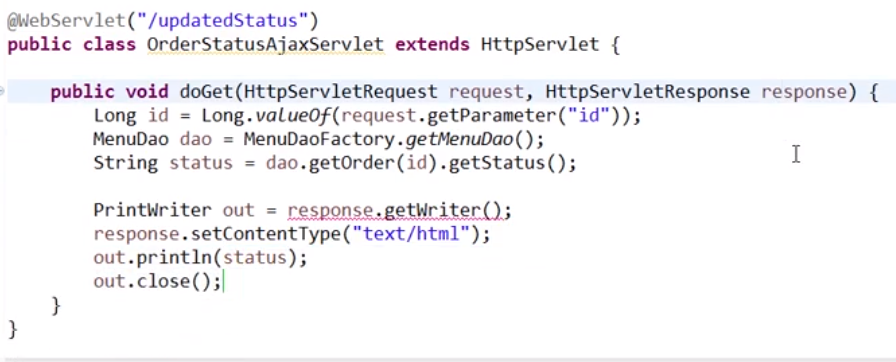 @WebServlet("/updatedStatus")
public class OrderStatusAjaxServlet extends HttpServlet {
public void doGet(HttpServletRequest request, HttpServletResponse response) {
Long id = Long.valueOf(request.getParameter("id"));
MenuDao dao = MenuDaoFactory.getMenuDao();
String status = dao.getOrder(id).getStatus();
PrintWriter out = response.getWriter();
response.setContentType("text/html");
out.println(status);
out.close();
}
}